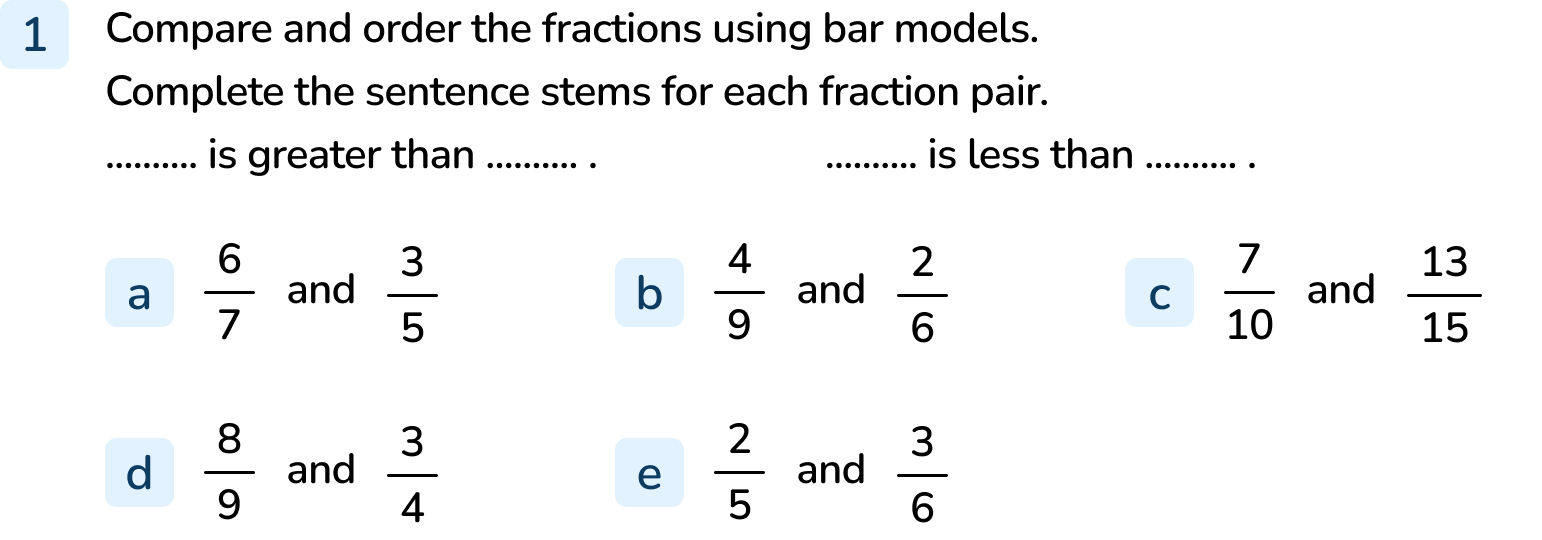 1 Compare and order the fractions using bar models.
Complete the sentence stems for each fraction pair.
.......... is greater than .......... . .......... is less than .......... .
a 6/7 and 3/5 b 4/9 and 2/6 c 7/10 and 13/15
d 8/9 and 3/4 e 2/5 and 3/6